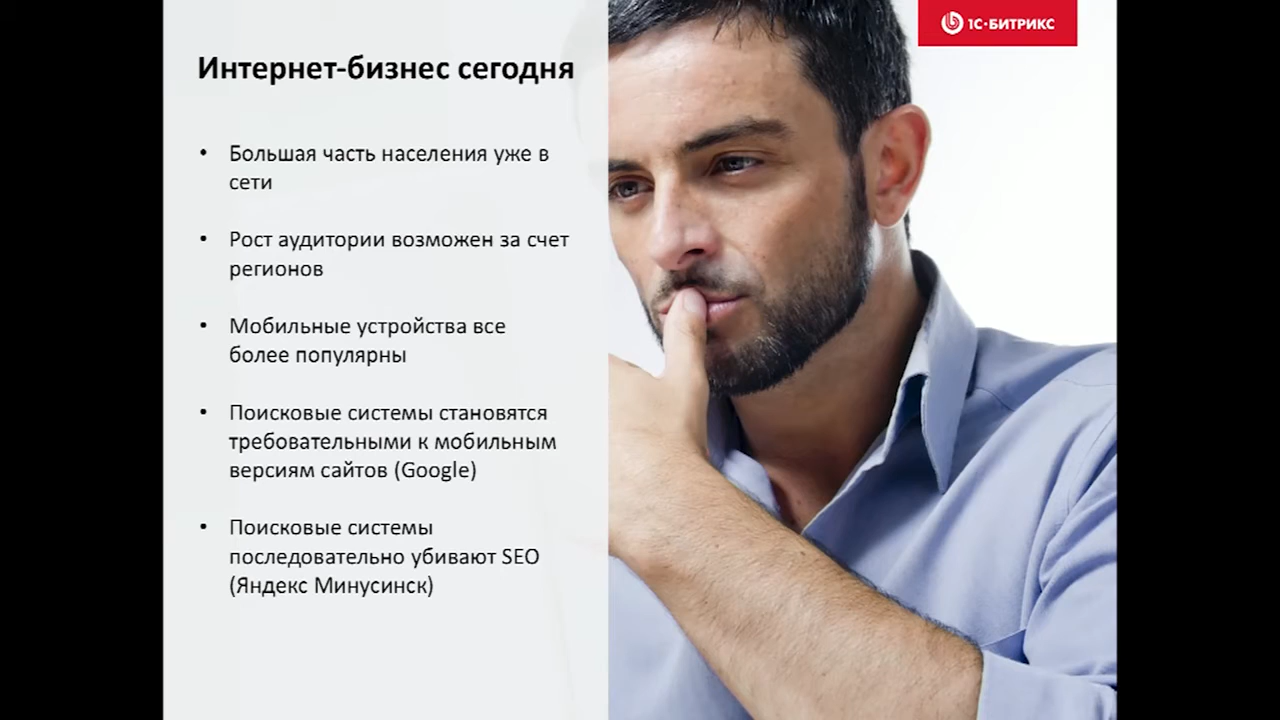 1С-БИТРИКС
Интернет-бизнес сегодня
• Большая часть населения уже в
сети
• Рост аудитории возможен за счет
регионов
• Мобильные устройства все
более популярны
• Поисковые системы становятся
требовательными к мобильным
версиям сайтов (Google)
• Поисковые системы
последовательно убивают SEO
(Яндекс Минусинск)